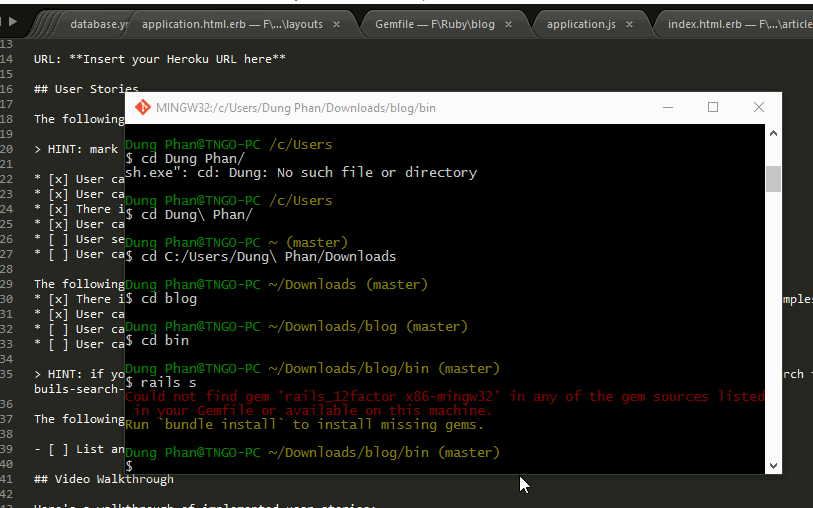 database.yr
application.html.erb — F\...\layouts ×
Gemfile — F\Ruby\blog ×
application.js ×
index.html.erb — F\...\article
13
14 URL: **Insert your Heroku URL here**
15
16 ## User Stories
17
18 The following
19
20 > HINT: mark
21
22 * [x] User ca
23 * [x] User ca
24 * [x] There i
25 * [x] User ca
26 * [ ] User se
27 * [ ] User ca
28
29 The following
30 * [x] There i
mples
31 * [x] User ca
32 * [ ] User ca
33 * [ ] User ca
34
35 > HINT: if yo
rch i
buils-search-
36
37 The following
38
39 - [ ] List an
40
41 ## Video Walkthrough
42
Here's a walkthrough of implemented user stories:
MINGW32:/c/Users/Dung Phan/Downloads/blog/bin
Dung Phan@TNGO-PC /c/Users
$ cd Dung Phan/
sh.exe": cd: Dung: No such file or directory
Dung Phan@TNGO-PC /c/Users
$ cd Dung\ Phan/
Dung Phan@TNGO-PC ~ (master)
$ cd C:/Users/Dung\ Phan/Downloads
Dung Phan@TNGO-PC ~/Downloads (master)
$ cd blog
Dung Phan@TNGO-PC ~/Downloads/blog (master)
$ cd bin
Dung Phan@TNGO-PC ~/Downloads/blog/bin (master)
$ rails s
Could not find gem 'rails_12factor x86-mingw32' in any of the gem sources listed
in your Gemfile or available on this machine.
Run `bundle install` to install missing gems.
Dung Phan@TNGO-PC ~/Downloads/blog/bin (master)
$